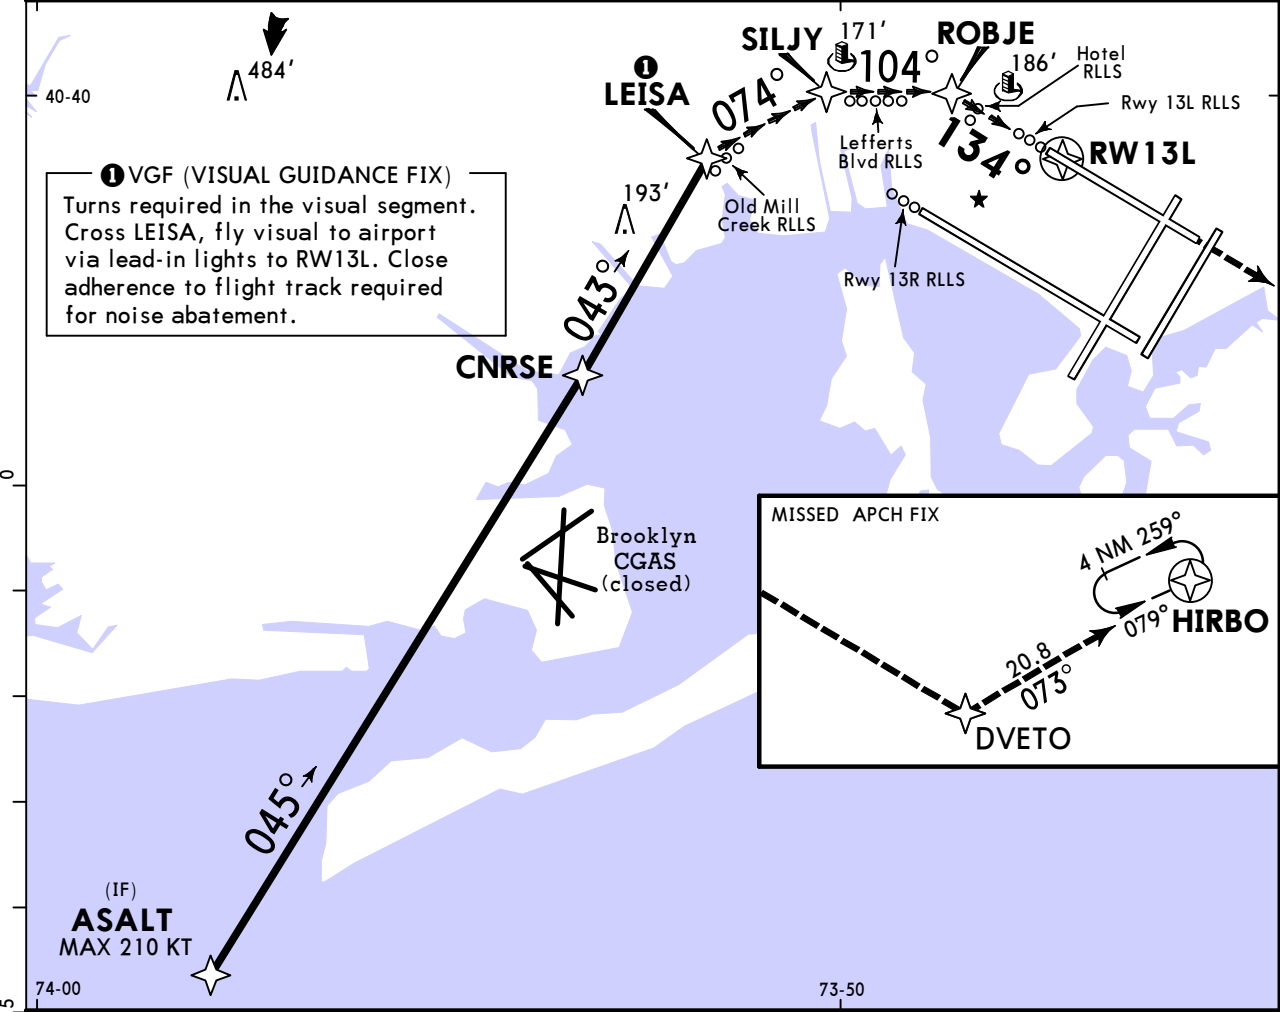 484'
40-40
❶ VGF (VISUAL GUIDANCE FIX)
Turns required in the visual segment.
Cross LEISA, fly visual to airport
via lead-in lights to RW13L. Close
adherence to flight track required
for noise abatement.
❶
LEISA
074°
SILJY
171'
104°
ROBJE
186'
Hotel
RLLS
Rwy 13L RLLS
134°
RW13L
Lefferts
Blvd RLLS
Old Mill
Creek RLLS
Rwy 13R RLLS
193'
043°
CNRSE
0
Brooklyn
CGAS
(closed)
MISSED APCH FIX
4 NM 259°
079°
HIRBO
20.8
073°
DVETO
045°
(IF)
ASALT
MAX 210 KT
74-00
73-50
5